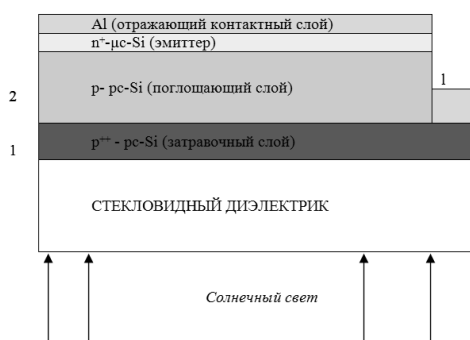 Al (отражающий контактный слой)
n⁺-μc-Si (эмиттер)
p- pc-Si (поглощающий слой)
l
2
p⁺⁺ - pc-Si (затравочный слой)
1
СТЕКЛОВИДНЫЙ ДИЭЛЕКТРИК
Солнечный свет